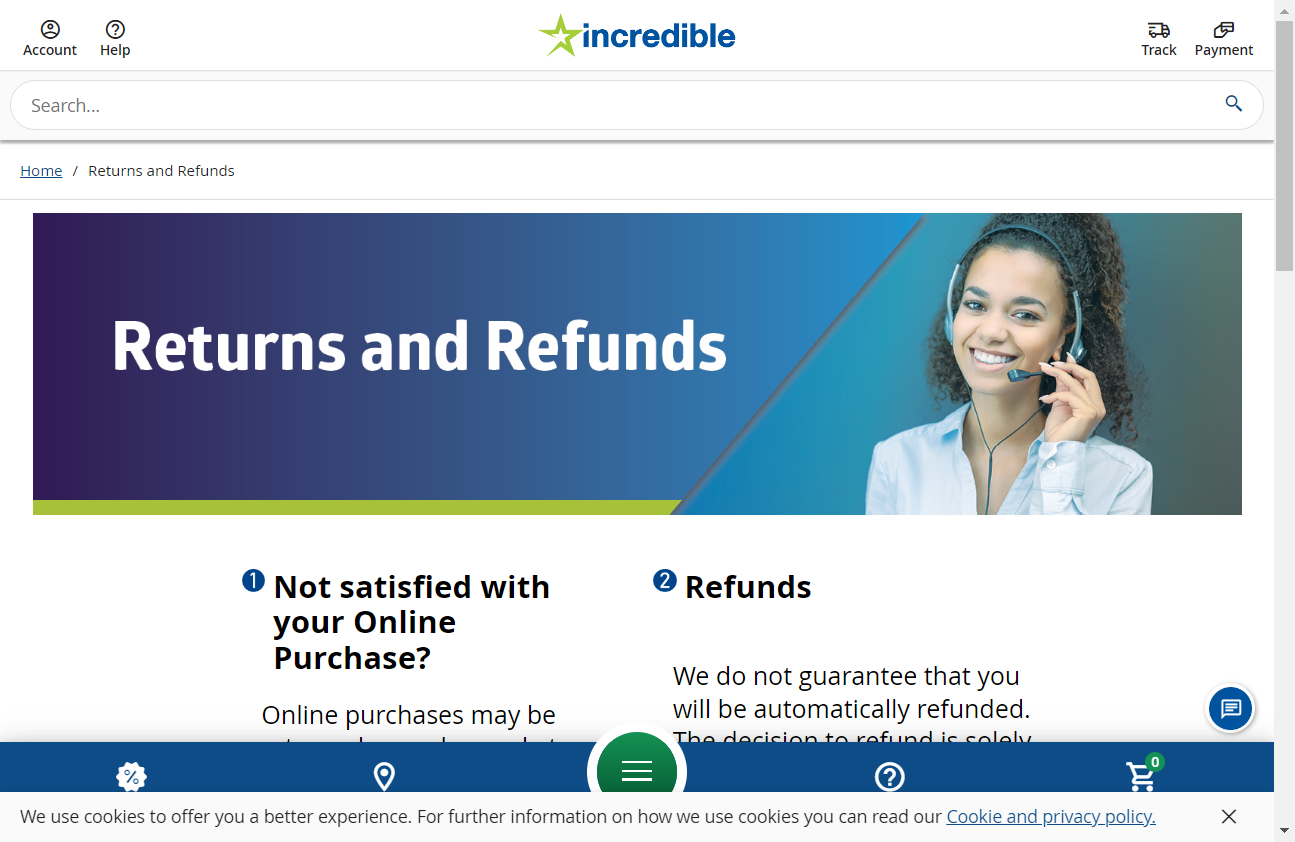 Account
Help
incredible
Track
Payment
Search...
Home / Returns and Refunds
Returns and Refunds
1 Not satisfied with
your Online
Purchase?
Online purchases may be
2 Refunds
We do not guarantee that you
will be automatically refunded.
The decision to refund is solely
%
0
We use cookies to offer you a better experience. For further information on how we use cookies you can read our Cookie and privacy policy.